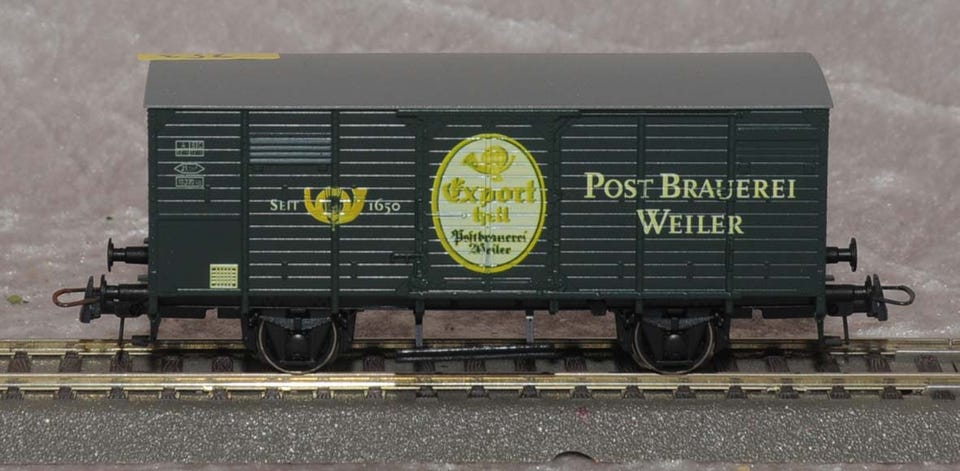 SEIT 1650
Export
hell
Postbrauerei
Weiler
POST BRAUEREI
WEILER